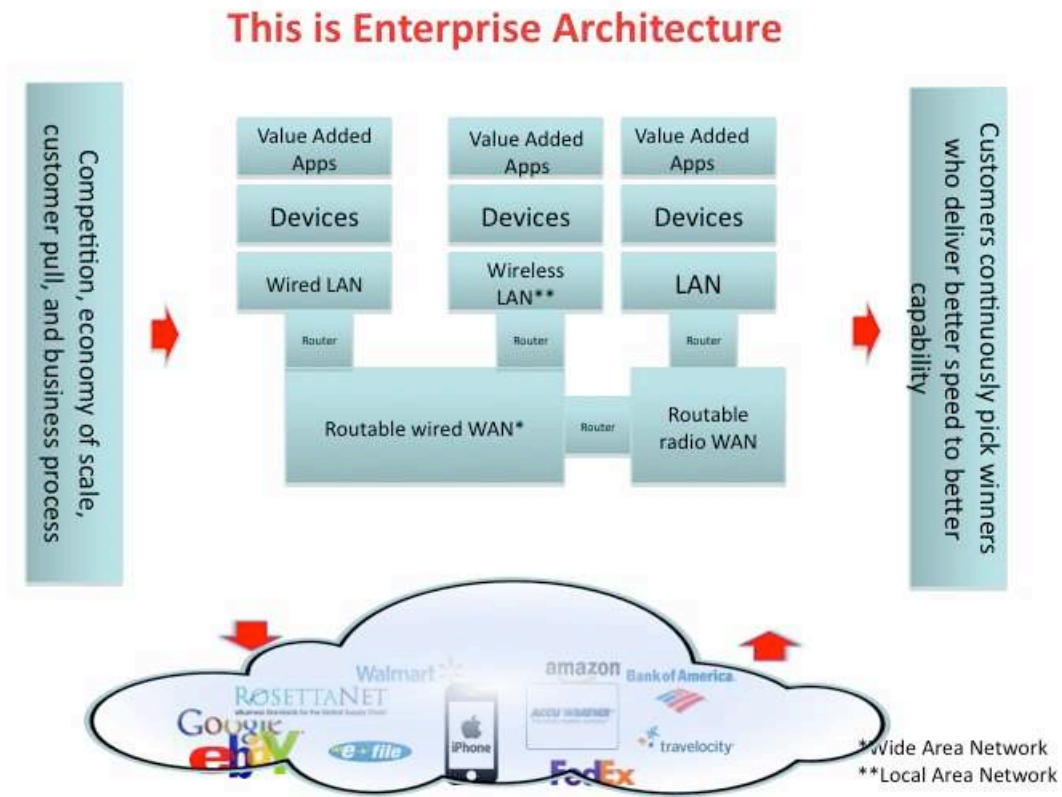 This is Enterprise Architecture
Competition, economy of scale,
customer pull, and business process
Value Added
Apps
Value Added
Apps
Value Added
Apps
Devices
Devices
Devices
Wired LAN
Wireless
LAN**
LAN
Router
Router
Router
Routable wired WAN*
Router
Routable
radio WAN
Customers continuously pick winners
who deliver better speed to better
capability
Walmart
amazon
Bank of America
ROSETTANET
Google
ebay
e file
iPhone
ACCU WEATHER
travelocity
FedEx
*Wide Area Network
**Local Area Network